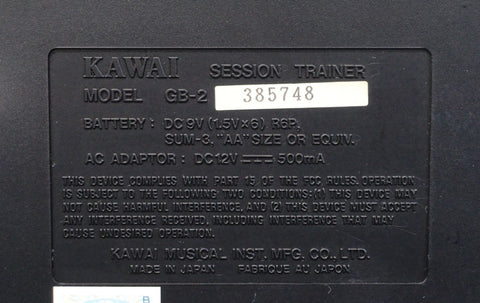 KAWAI SESSION TRAINER
MODEL GB-2 385748
BATTERY : DC 9V (1.5V×6) R6P,
SUM-3, "AA" SIZE OR EQUIV.
AC ADAPTOR : DC12V ⎓ 500mA
THIS DEVICE COMPLIES WITH PART 15 OF THE FCC RULES. OPERATION
IS SUBJECT TO THE FOLLOWING TWO CONDITIONS:(1) THIS DEVICE MAY
NOT CAUSE HARMFUL INTERFERENCE, AND (2) THIS DEVICE MUST ACCEPT
ANY INTERFERENCE RECEIVED, INCLUDING INTERFERENCE THAT MAY
CAUSE UNDESIRED OPERATION.
KAWAI MUSICAL INST. MFG. CO., LTD.
MADE IN JAPAN FABRIQUE AU JAPON
B